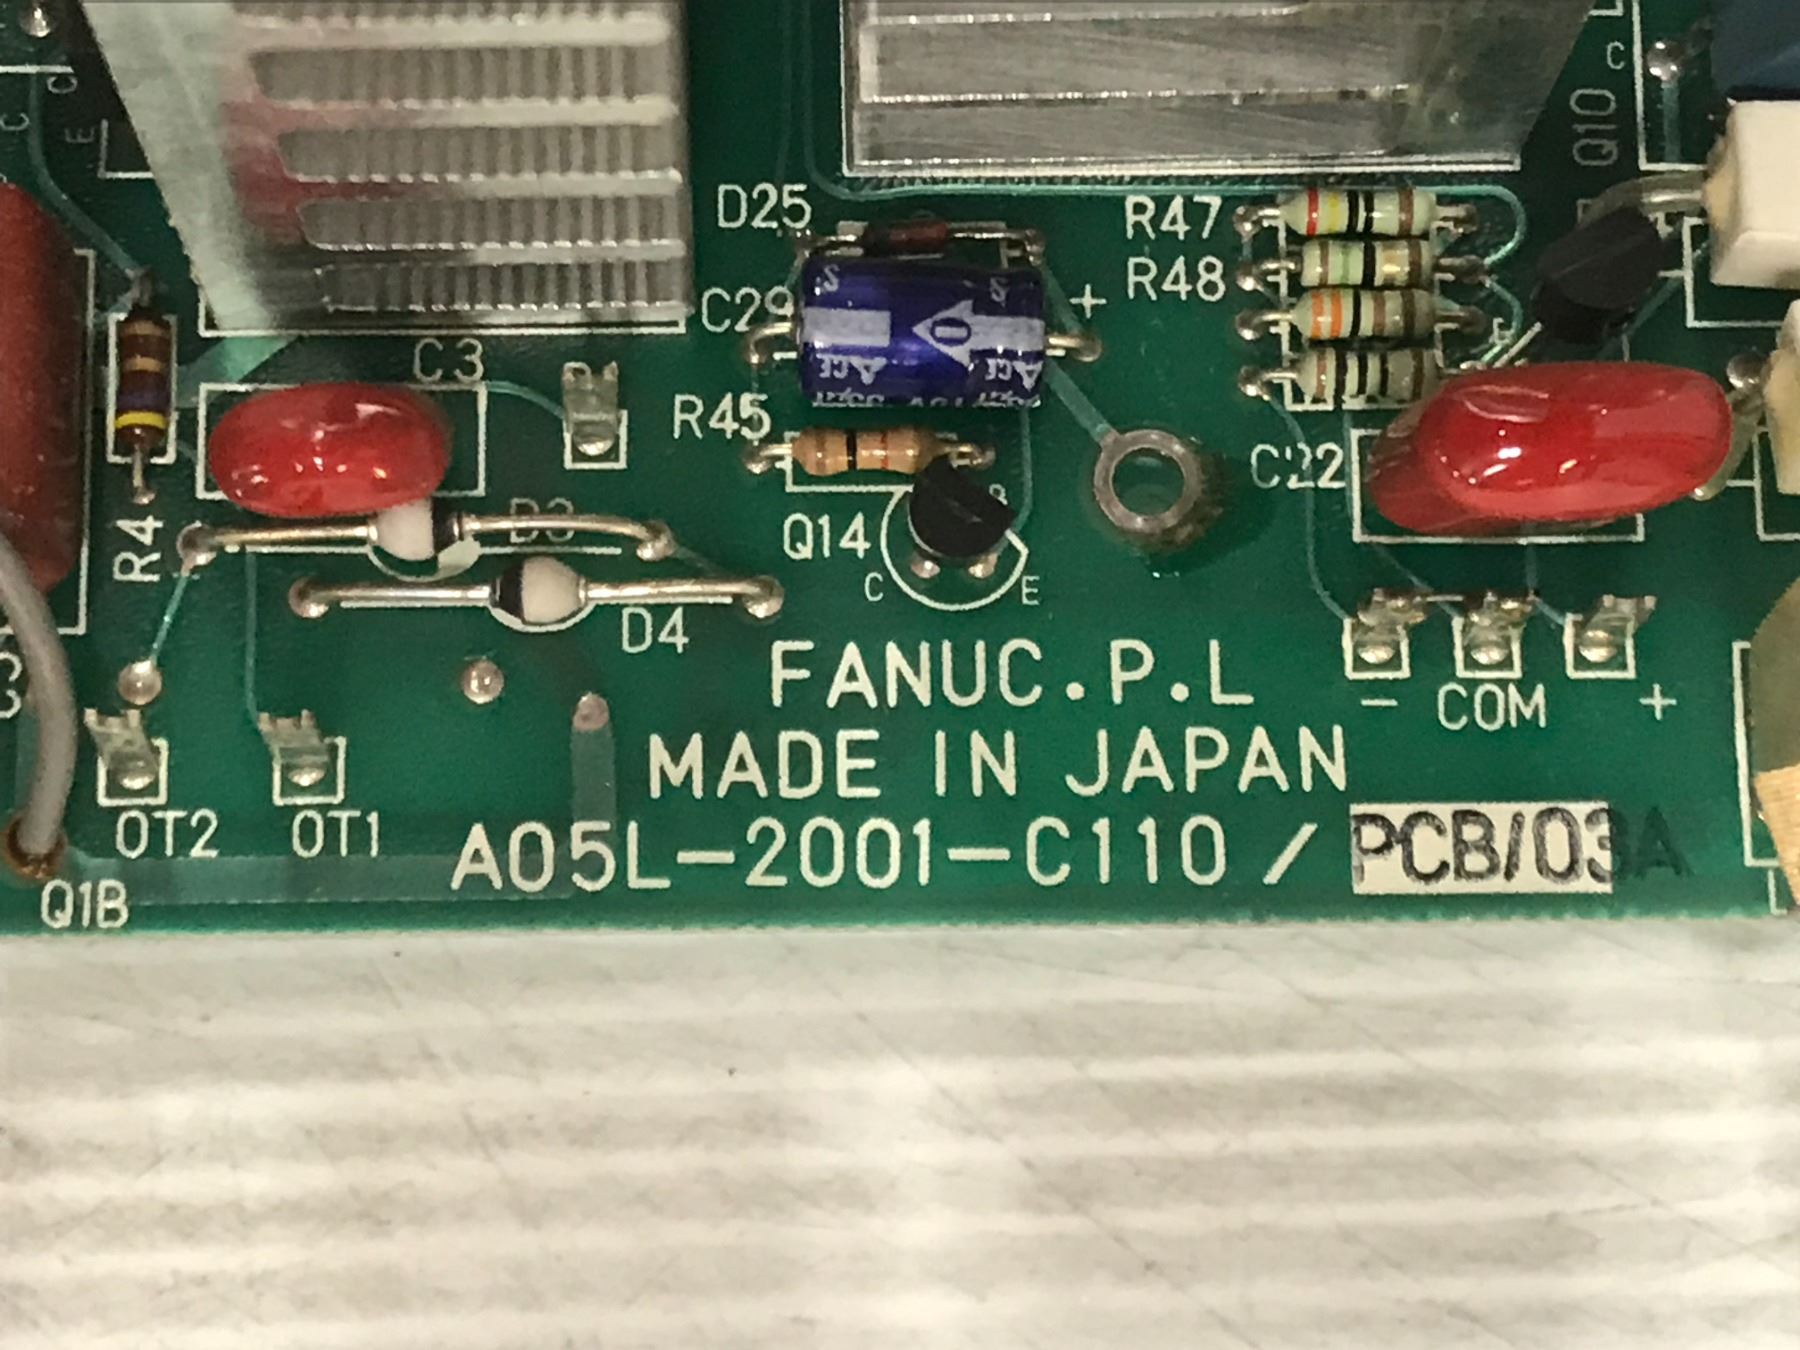 C
C
C
E
Q10
D25
R47
R48
C29
+
C3
R45
C22
R4
D3
Q14
B
C
E
D4
FANUC.P.L
- COM +
MADE IN JAPAN
OT2
OT1
A05L-2001-C110 / PCB/03A
Q1B